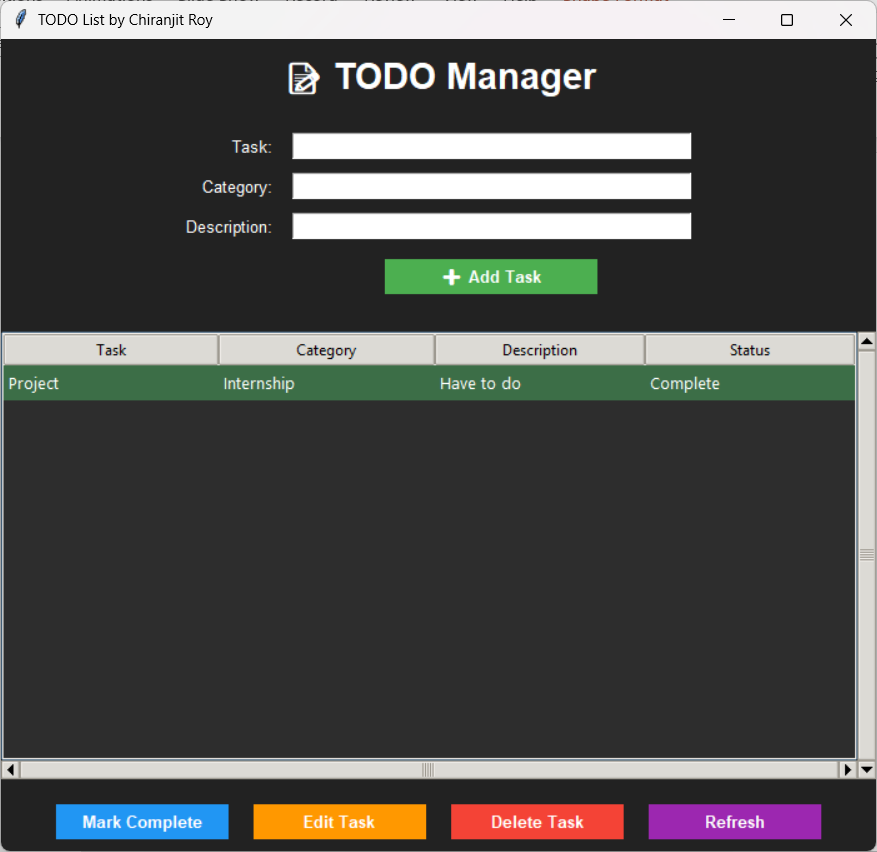 TODO List by Chiranjit Roy
TODO Manager
Task:
Category:
Description:
Add Task
Task Category Description Status
Project Internship Have to do Complete
Mark Complete Edit Task Delete Task Refresh